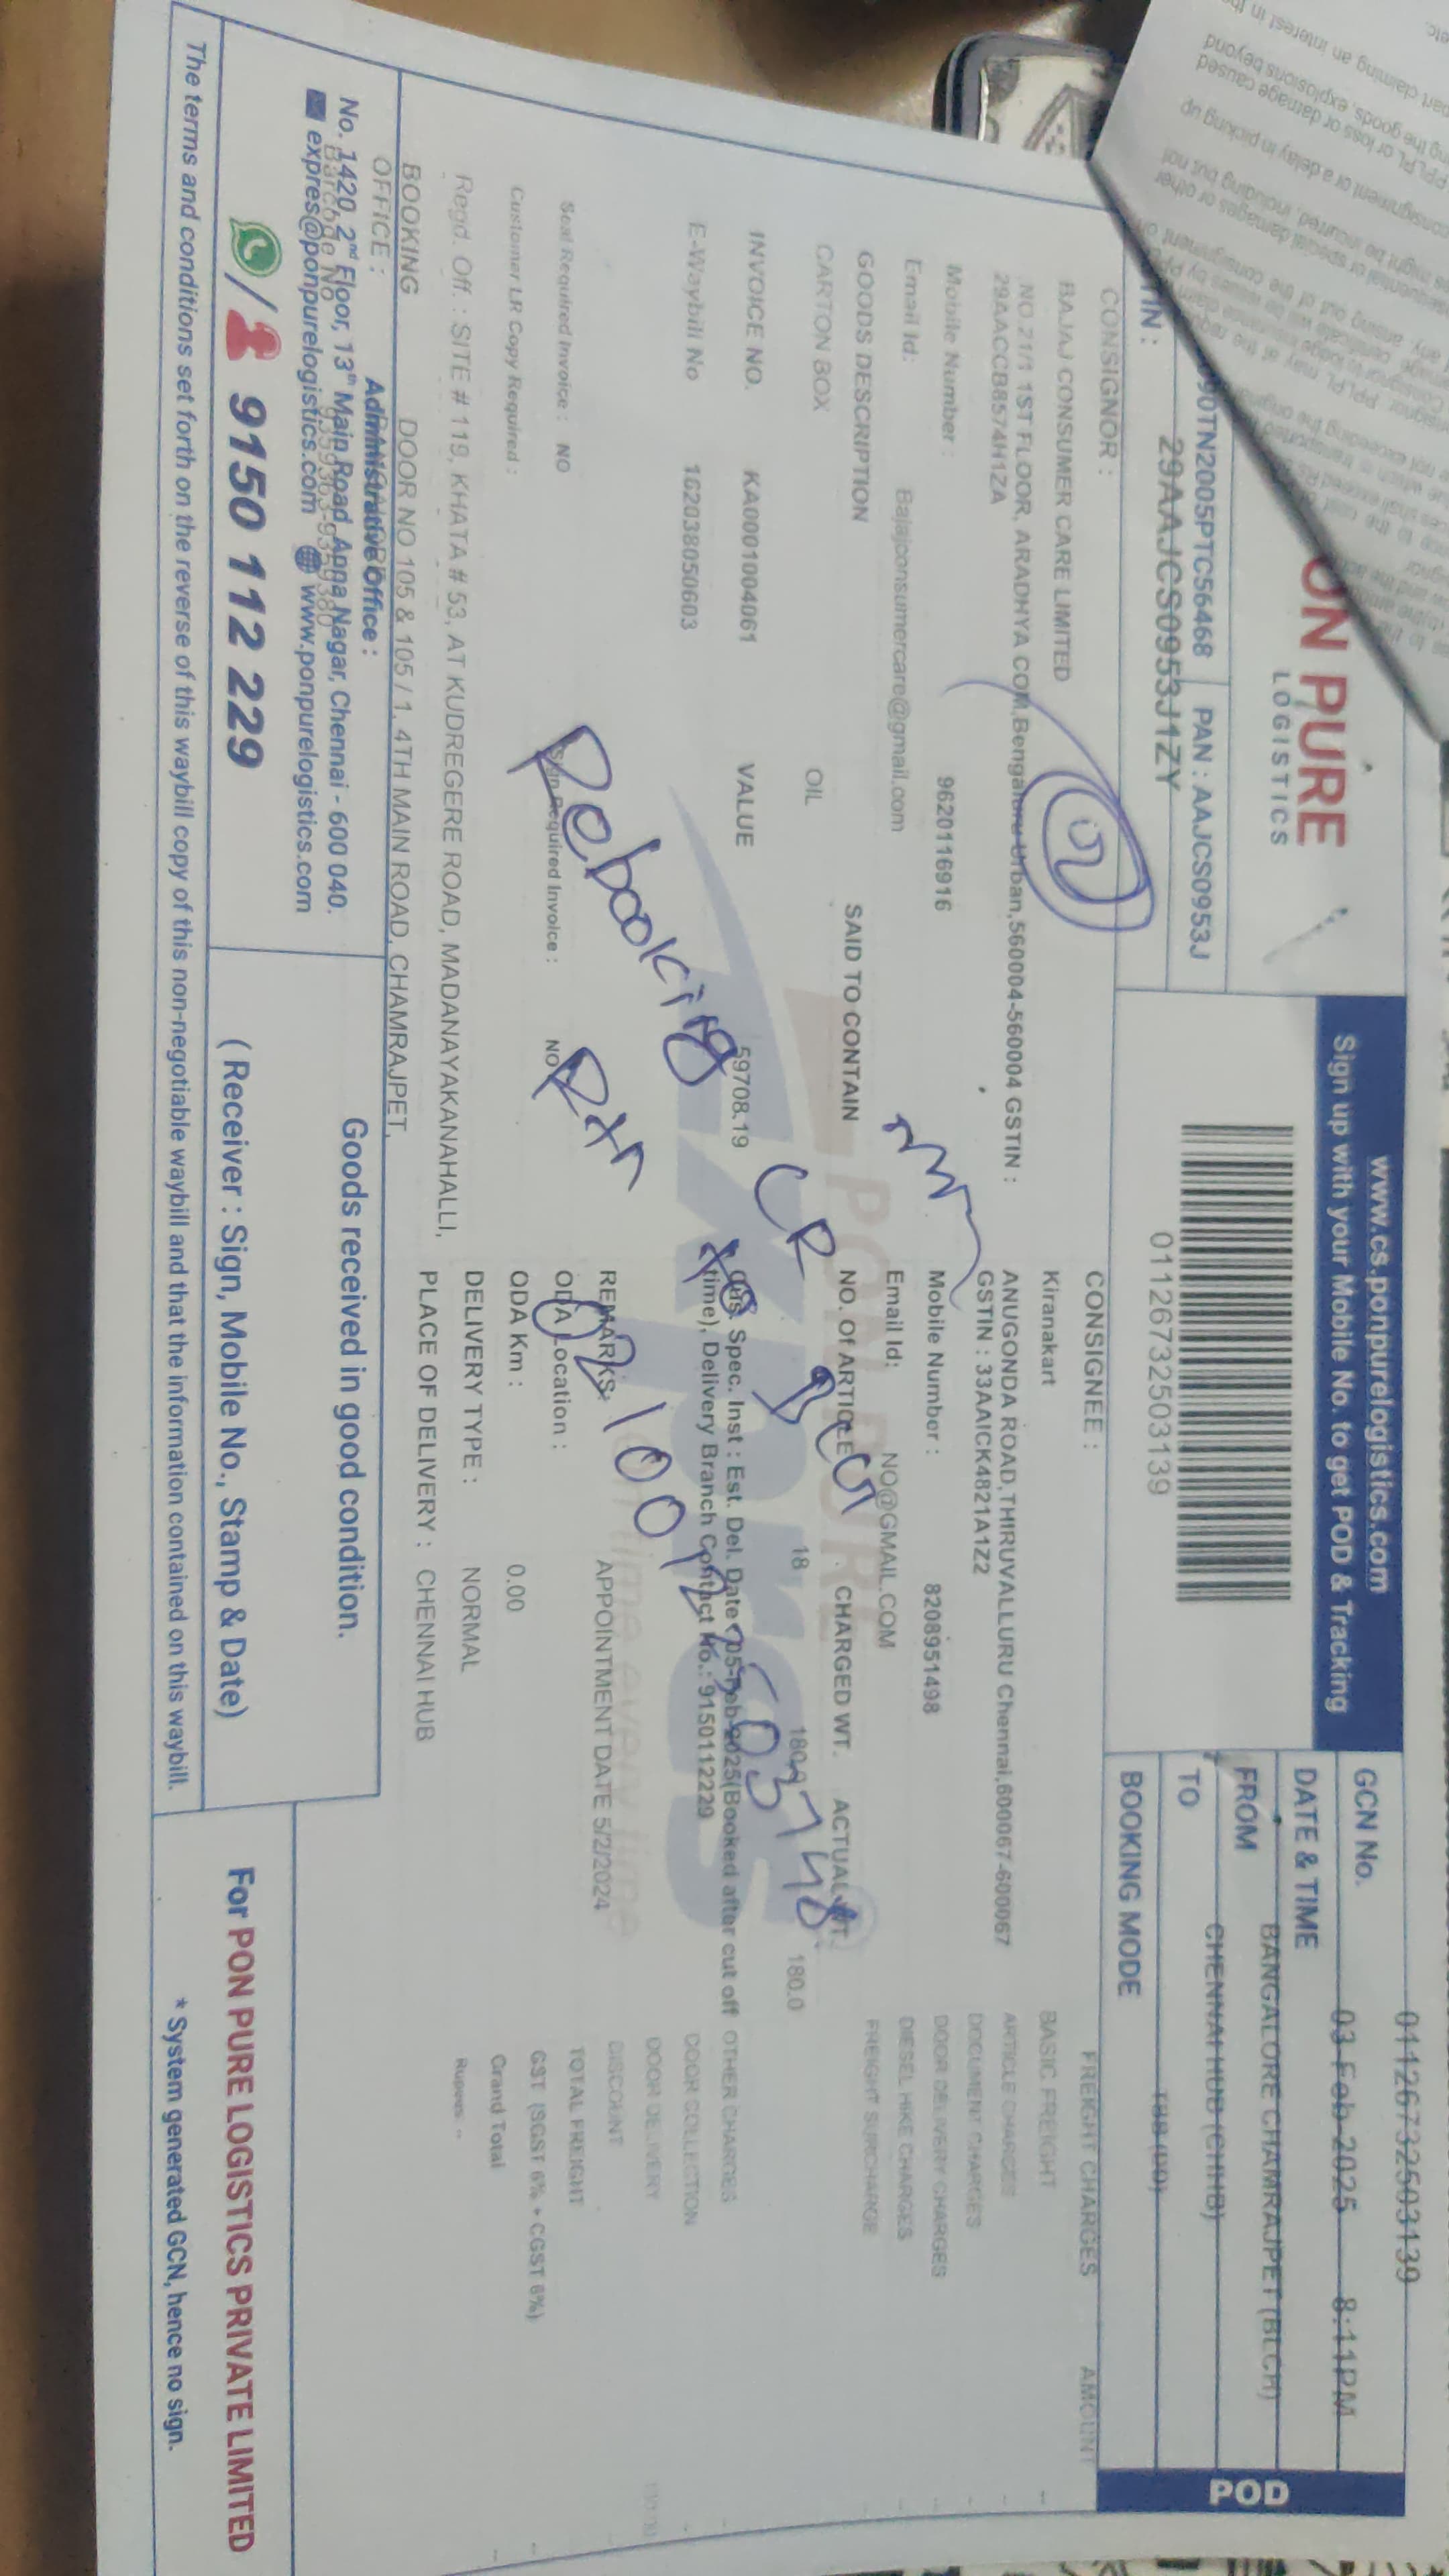 ON PURE
LOGISTICS
90TN2005PTC56468 PAN : AAJCS0953J
TIN : 29AAJCS0953J1ZY
www.cs.ponpurelogistics.com
Sign up with your Mobile No. to get POD & Tracking
01126732503139
GCN No. 01126732503139
DATE & TIME 03-Feb-2025 8:11PM
FROM BANGALORE CHAMRAJPET (BLCH)
TO CHENNAI HUB (CHHB)
BOOKING MODE TBB (DD)
POD
CONSIGNOR :
BAJAJ CONSUMER CARE LIMITED
NO 21/1 1ST FLOOR, ARADHYA COM,Bengaluru Urban,560004-560004 GSTIN :
29AACCB8574H1ZA
Mobile Number : 9620116916
Email Id: Bajajconsumercare@gmail.com
CONSIGNEE :
Kiranakart
ANUGONDA ROAD,THIRUVALLURU Chennai,600067-600067
GSTIN : 33AAICK4821A1Z2
Mobile Number : 8208951498
Email Id: NO@GMAIL.COM
GOODS DESCRIPTION SAID TO CONTAIN NO. Of ARTICLE CHARGED WT. ACTUAL WT.
CARTON BOX OIL 18 180.0 180.0
INVOICE NO. KA0001004061 VALUE 59708.19
E-Waybill No 162038050603
Spec. Inst : Est. Del. Date : 05-Feb-2025(Booked after cut off
time), Delivery Branch Contact No.: 9150112229
Rebooking
CR
REMARKS: APPOINTMENT DATE 5/2/2024
Seal Required Invoice : NO Sign Required Invoice : NO
ODA Location :
Customer LR Copy Required :
ODA Km : 0.00
Regd. Off. : SITE # 119, KHATA # 53, AT KUDREGERE ROAD, MADANAYAKANAHALLI,
DELIVERY TYPE : NORMAL
BOOKING OFFICE : DOOR NO 105 & 105 / 1, 4TH MAIN ROAD, CHAMRAJPET,
PLACE OF DELIVERY : CHENNAI HUB
FREIGHT CHARGES AMOUNT
BASIC FREIGHT
ARTICLE CHARGES
DOCUMENT CHARGES
DOOR DELIVERY CHARGES
DIESEL HIKE CHARGES
FREIGHT SURCHARGE
OTHER CHARGES
DOOR COLLECTION
DOOR DELIVERY
DISCOUNT
TOTAL FREIGHT
GST (SGST 6% + CGST 6%)
Grand Total
Rupees --
Administrative Office :
No. 1420, 2nd Floor, 13th Main Road, Anna Nagar, Chennai - 600 040.
Barcode No
expres@ponpurelogistics.com www.ponpurelogistics.com
/ 9150 112 229
Goods received in good condition.
( Receiver : Sign, Mobile No., Stamp & Date)
For PON PURE LOGISTICS PRIVATE LIMITED
The terms and conditions set forth on the reverse of this waybill copy of this non-negotiable waybill and that the information contained on this waybill.
* System generated GCN, hence no sign.